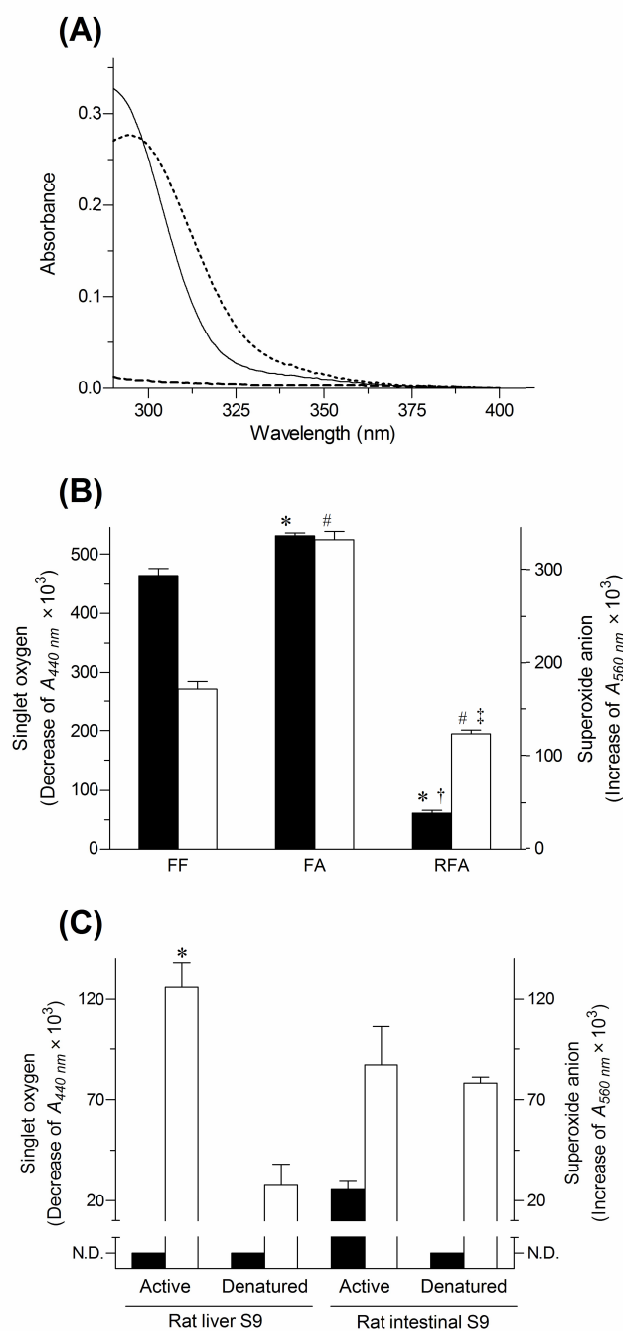 (A)
0.3
0.2
0.1
0.0
Absorbance
300 325 350 375 400
Wavelength (nm)
(B)
Singlet oxygen
(Decrease of A440 nm ×10³)
500
400
300
200
100
0
* #
* † # ‡
300
200
100
0
Superoxide anion
(Increase of A560 nm ×10³)
FF FA RFA
(C)
Singlet oxygen
(Decrease of A440 nm ×10³)
120
70
20
N.D.
*
120
70
20
N.D.
Superoxide anion
(Increase of A560 nm ×10³)
Active Denatured Active Denatured
Rat liver S9 Rat intestinal S9